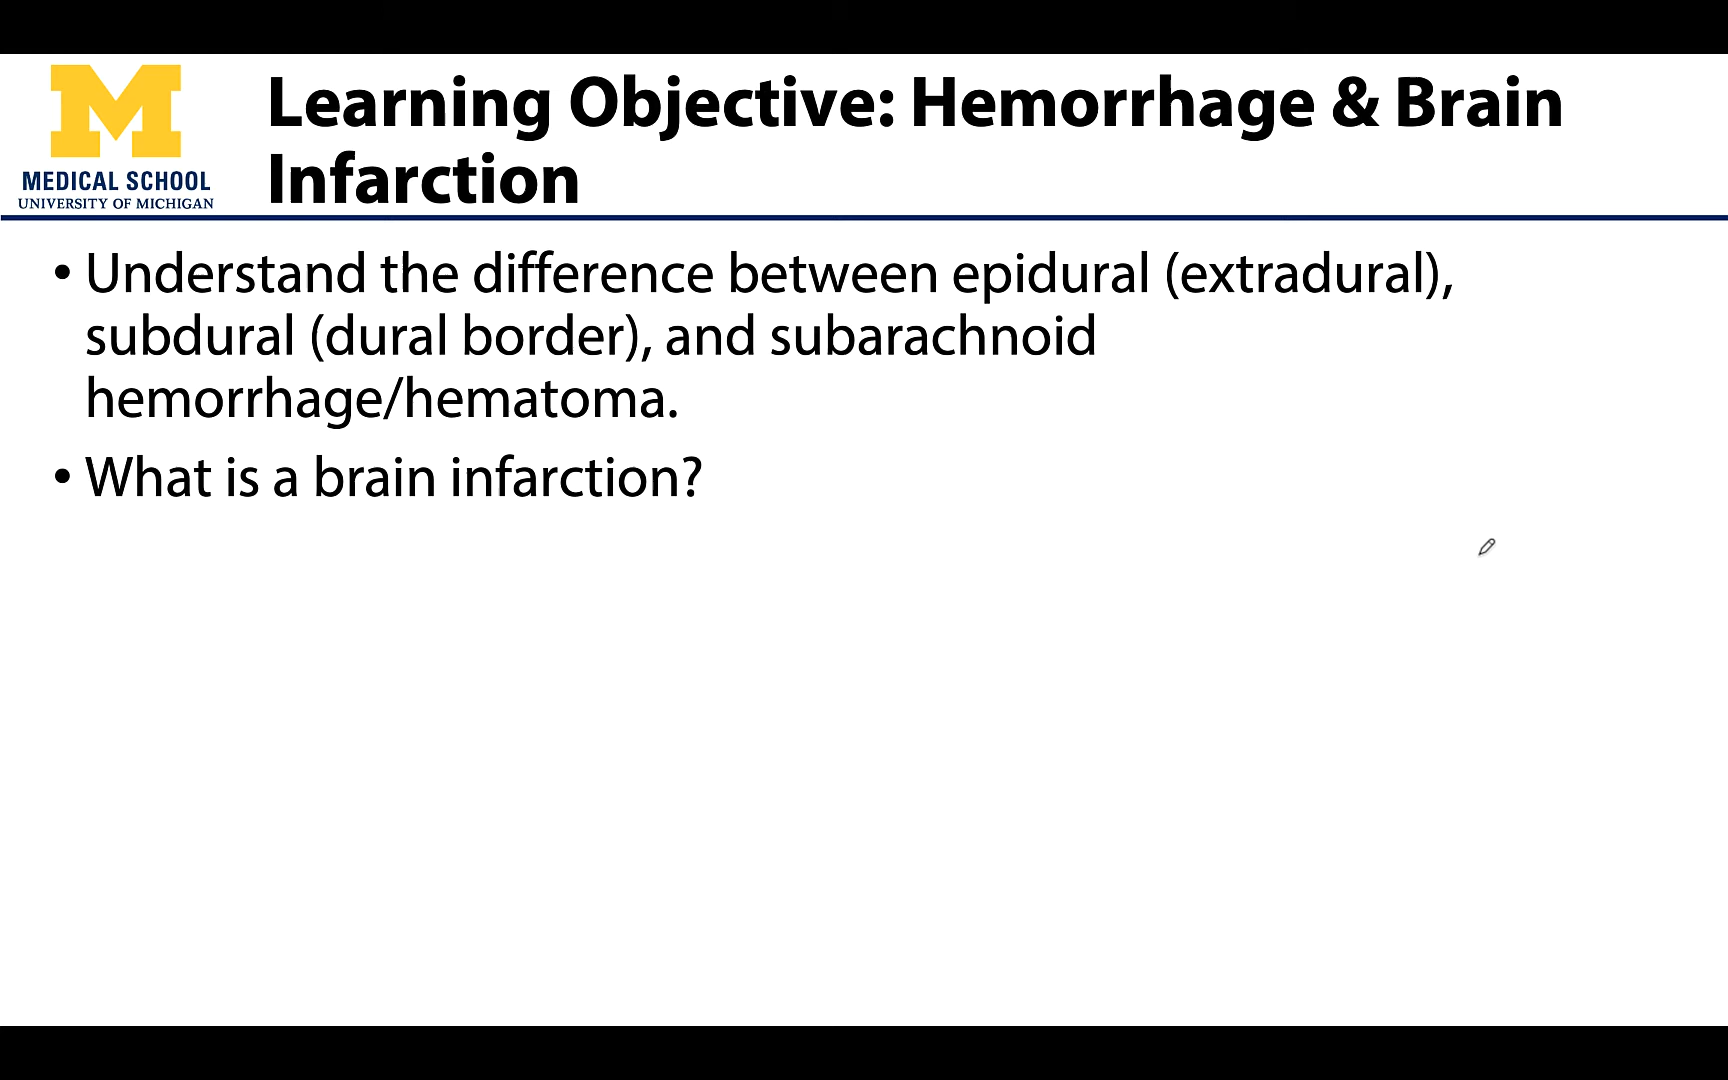 M
MEDICAL SCHOOL
UNIVERSITY OF MICHIGAN
Learning Objective: Hemorrhage & Brain
Infarction
• Understand the difference between epidural (extradural),
subdural (dural border), and subarachnoid
hemorrhage/hematoma.
• What is a brain infarction?